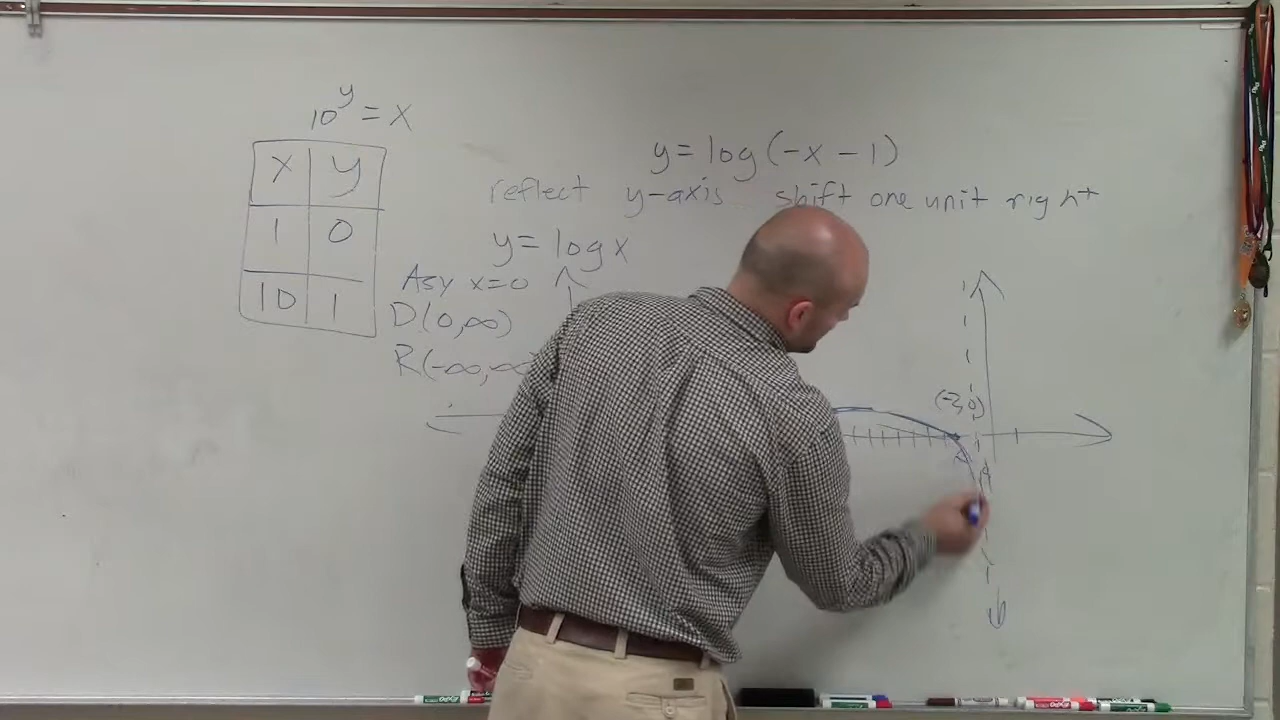 10^y = x
x y
1 0
10 1
y = log(-x - 1)
reflect y-axis shift one unit right
y = log x
Asy x=0
D(0,∞)
R(-∞,∞
(-2,0)